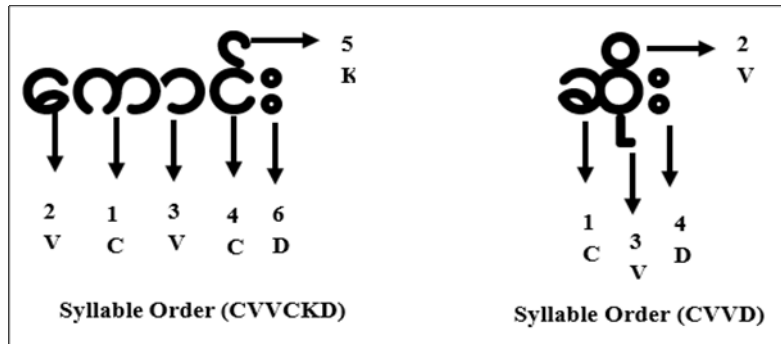 ကောင်း
5
K
2 1 3 4 6
V C V C D
Syllable Order (CVVCKD)
ဆိုး
2
V
1 3 4
C V D
Syllable Order (CVVD)